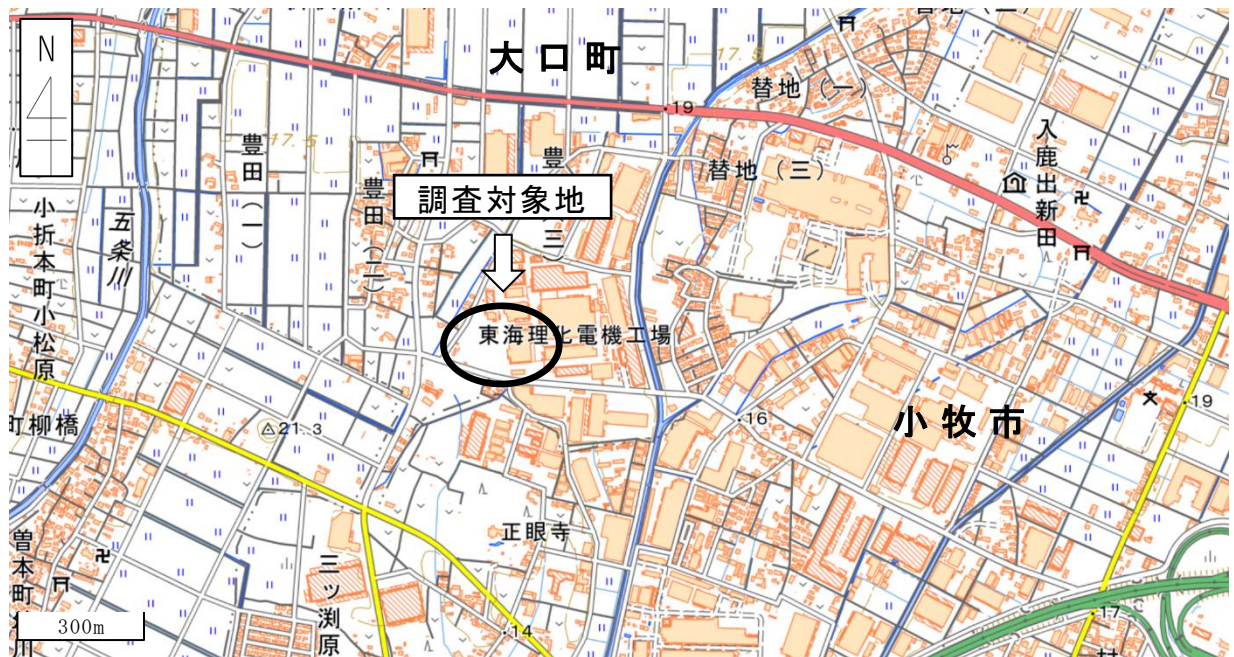 N
大口町
17.5
19
替地(一)
替地(三)
入鹿出新田
豊田(一)
17.5
豊田(二)
調査対象地
五条川
小折本町小松原
東海理化電機工場
小牧市
16
19
21.3
町柳橋
正眼寺
三ツ渕原
曽本町
300m
14
17